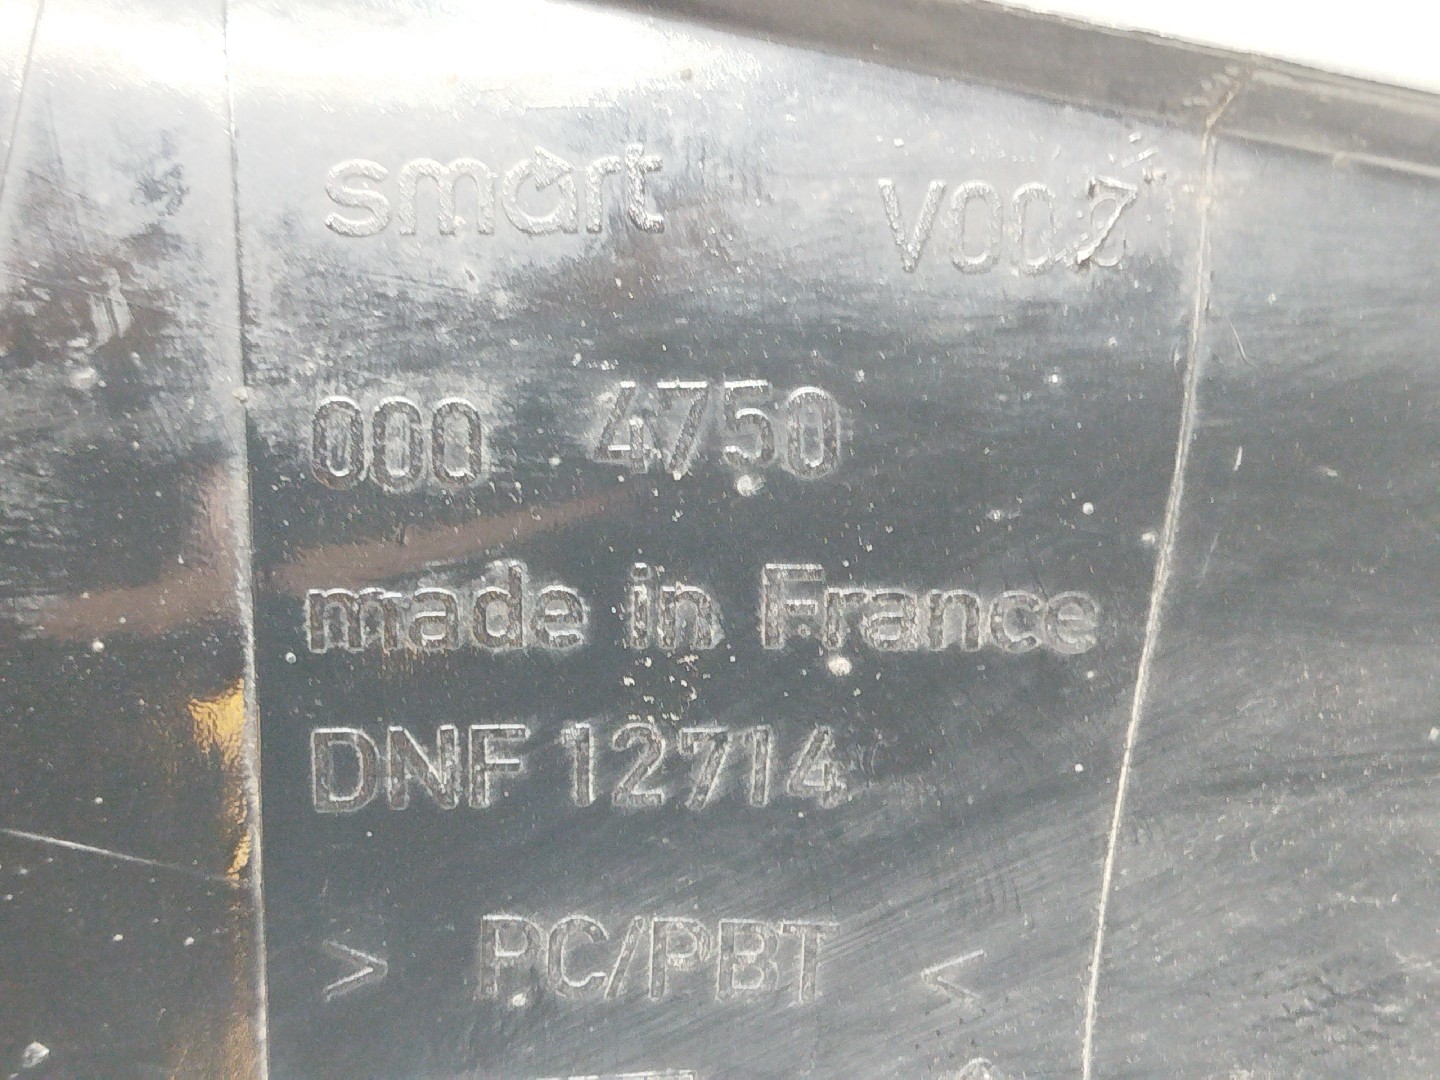 smart V002
000 4750
made in France
DNF 12714
> PC/PBT <